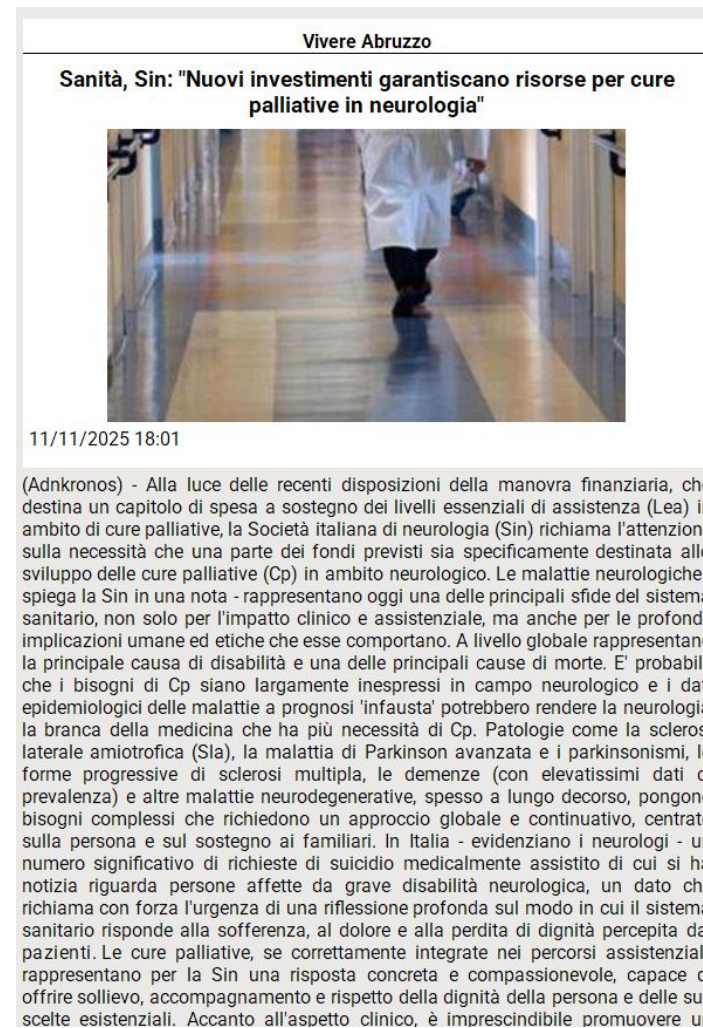 Vivere Abruzzo
Sanità, Sin: "Nuovi investimenti garantiscano risorse per cure
palliative in neurologia"
11/11/2025 18:01
(Adnkronos) - Alla luce delle recenti disposizioni della manovra finanziaria, che
destina un capitolo di spesa a sostegno dei livelli essenziali di assistenza (Lea) i
ambito di cure palliative, la Società italiana di neurologia (Sin) richiama l'attenzion
sulla necessità che una parte dei fondi previsti sia specificamente destinata allo
sviluppo delle cure palliative (Cp) in ambito neurologico. Le malattie neurologiche
spiega la Sin in una nota - rappresentano oggi una delle principali sfide del sistema
sanitario, non solo per l'impatto clinico e assistenziale, ma anche per le profond
implicazioni umane ed etiche che esse comportano. A livello globale rappresentano
la principale causa di disabilità e una delle principali cause di morte. E' probabil
che i bisogni di Cp siano largamente inespressi in campo neurologico e i dat
epidemiologici delle malattie a prognosi 'infausta' potrebbero rendere la neurologia
la branca della medicina che ha più necessità di Cp. Patologie come la scleros
laterale amiotrofica (Sla), la malattia di Parkinson avanzata e i parkinsonismi, le
forme progressive di sclerosi multipla, le demenze (con elevatissimi dati d
prevalenza) e altre malattie neurodegenerative, spesso a lungo decorso, pongono
bisogni complessi che richiedono un approccio globale e continuativo, centrato
sulla persona e sul sostegno ai familiari. In Italia - evidenziano i neurologi - un
numero significativo di richieste di suicidio medicalmente assistito di cui si ha
notizia riguarda persone affette da grave disabilità neurologica, un dato che
richiama con forza l'urgenza di una riflessione profonda sul modo in cui il sistema
sanitario risponde alla sofferenza, al dolore e alla perdita di dignità percepita da
pazienti. Le cure palliative, se correttamente integrate nei percorsi assistenzial
rappresentano per la Sin una risposta concreta e compassionevole, capace d
offrire sollievo, accompagnamento e rispetto della dignità della persona e delle su
scelte esistenziali. Accanto all'aspetto clinico, è imprescindibile promuovere u